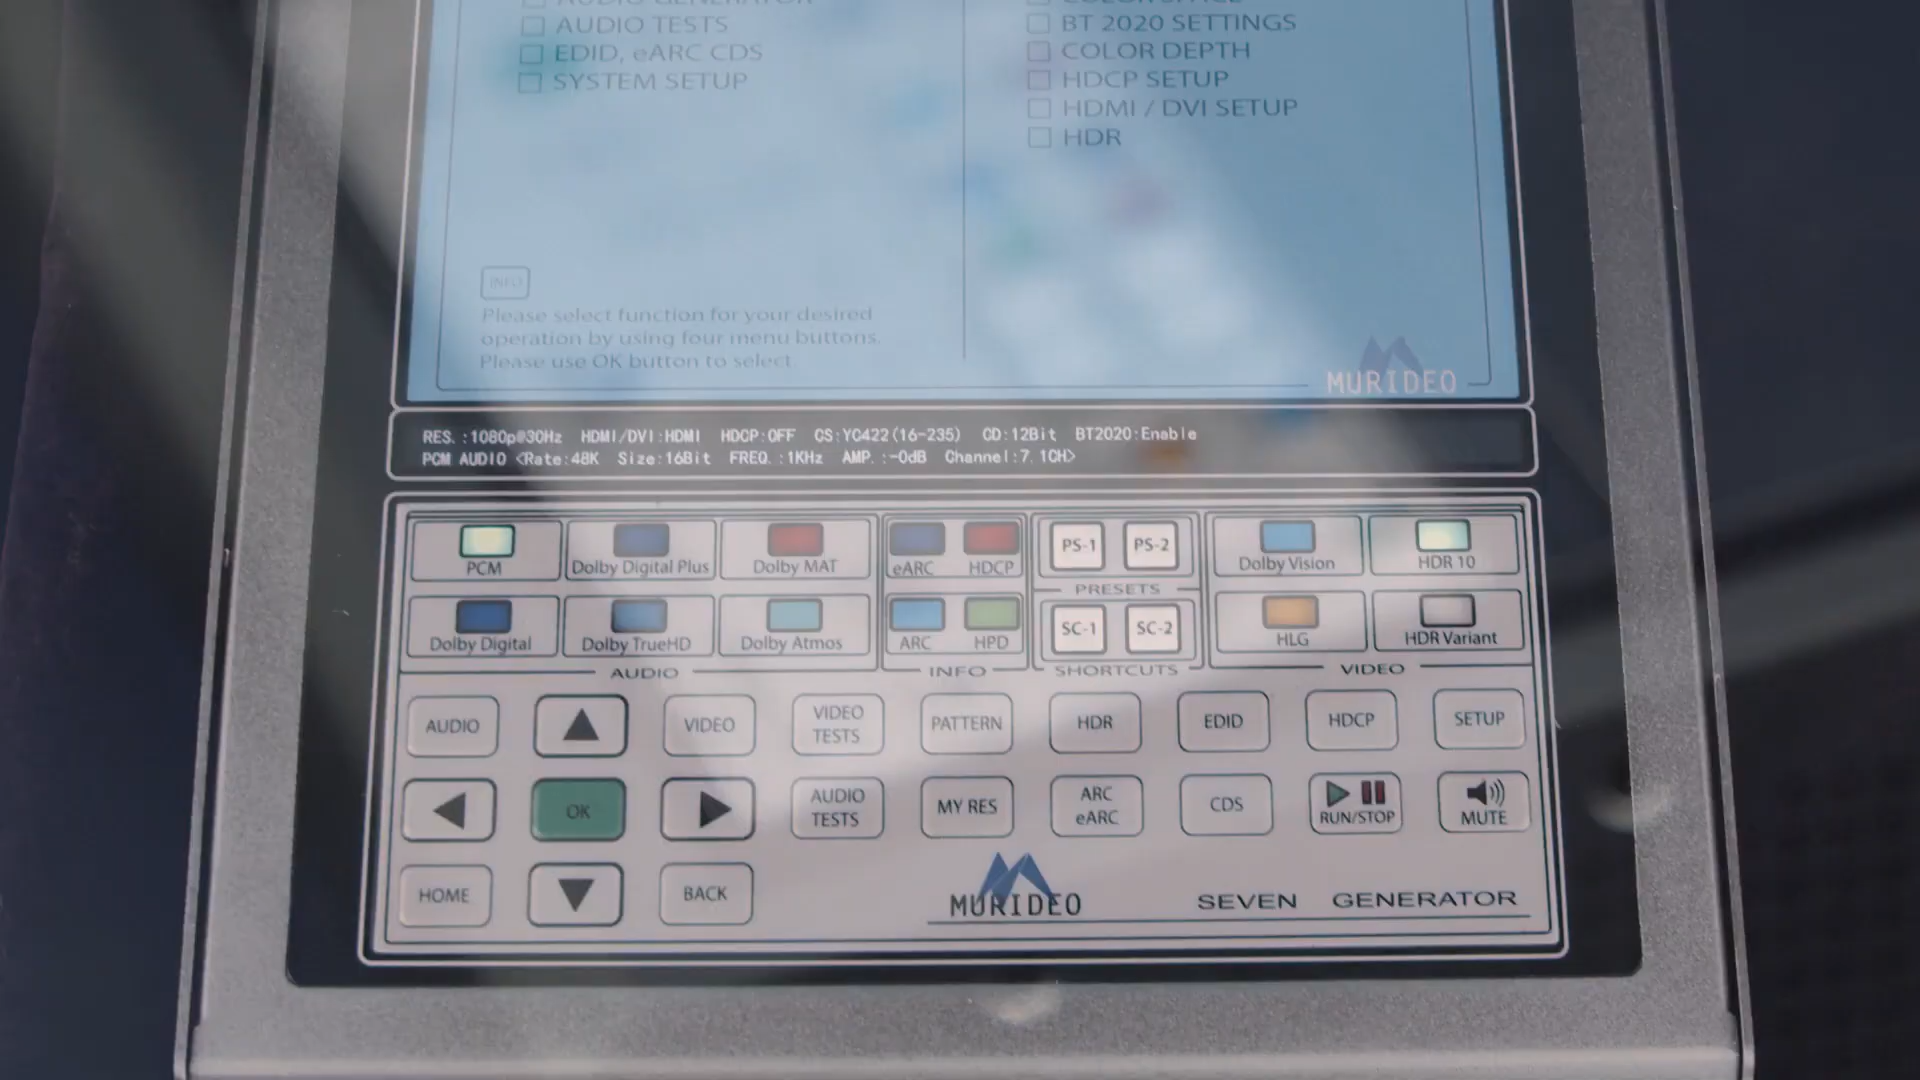 AUDIO GENERATOR
AUDIO TESTS
EDID, eARC CDS
SYSTEM SETUP
COLOR SPACE
BT 2020 SETTINGS
COLOR DEPTH
HDCP SETUP
HDMI / DVI SETUP
HDR
INFO
Please select function for your desired
operation by using four menu buttons.
Please use OK button to select.
MURIDEO
RES.:1080p@30Hz HDMI/DVI:HDMI HDCP:OFF CS:YC422(16-235) CD:12Bit BT2020:Enable
PCM AUDIO <Rate:48K Size:16Bit FREQ.:1KHz AMP.:-0dB Channel:7.1CH>
PCM Dolby Digital Plus Dolby MAT eARC HDCP PS-1 PS-2 Dolby Vision HDR 10
PRESETS
Dolby Digital Dolby TrueHD Dolby Atmos ARC HPD SC-1 SC-2 HLG HDR Variant
AUDIO INFO SHORTCUTS VIDEO
AUDIO VIDEO VIDEO TESTS PATTERN HDR EDID HDCP SETUP
OK AUDIO TESTS MY RES ARC eARC CDS RUN/STOP MUTE
HOME BACK MURIDEO SEVEN GENERATOR